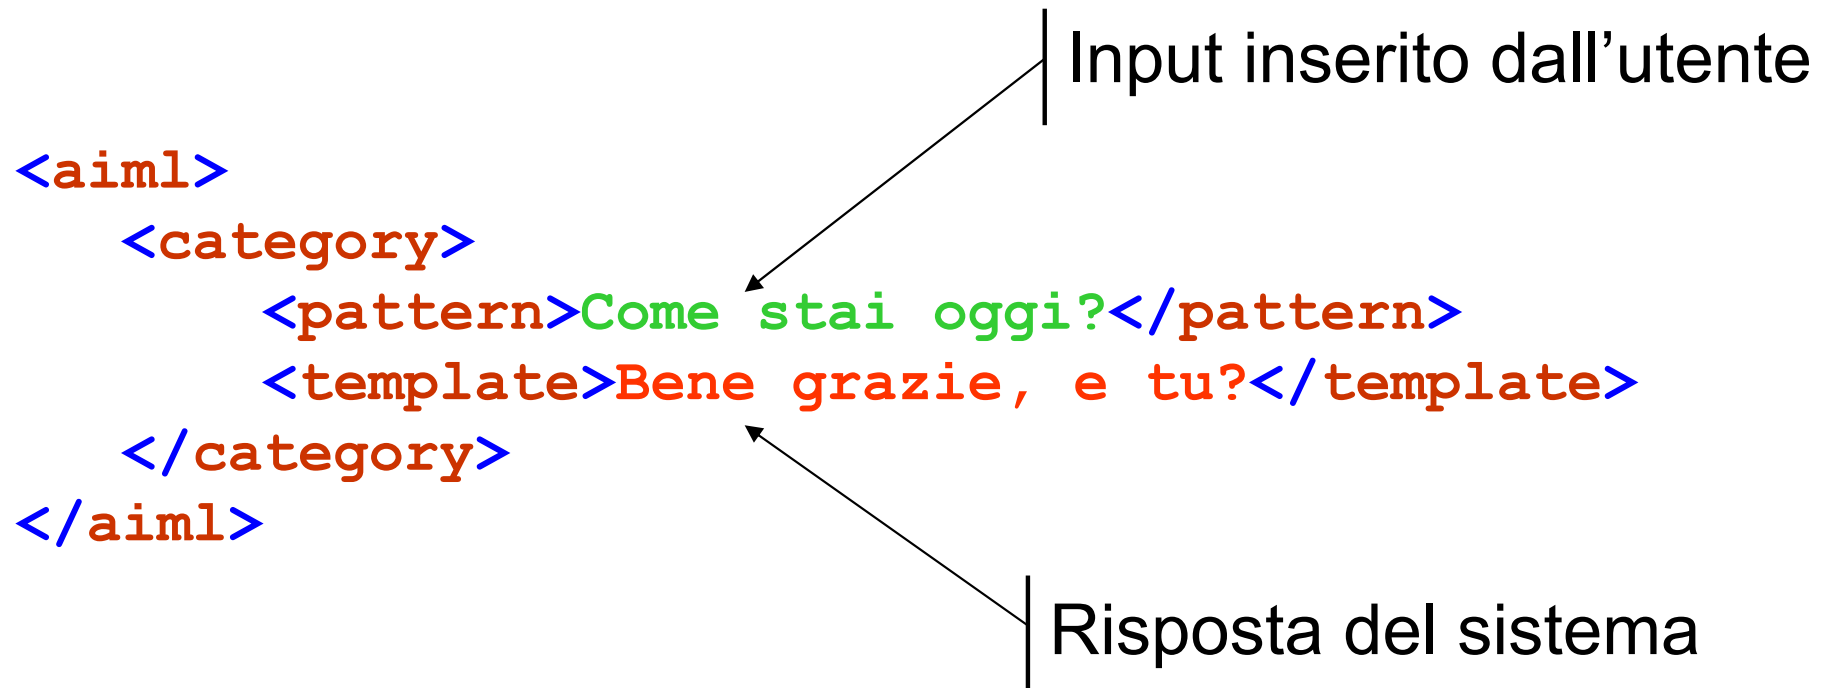 Input inserito dall’utente
<aiml>
<category>
<pattern>Come stai oggi?</pattern>
<template>Bene grazie, e tu?</template>
</category>
</aiml>
Risposta del sistema